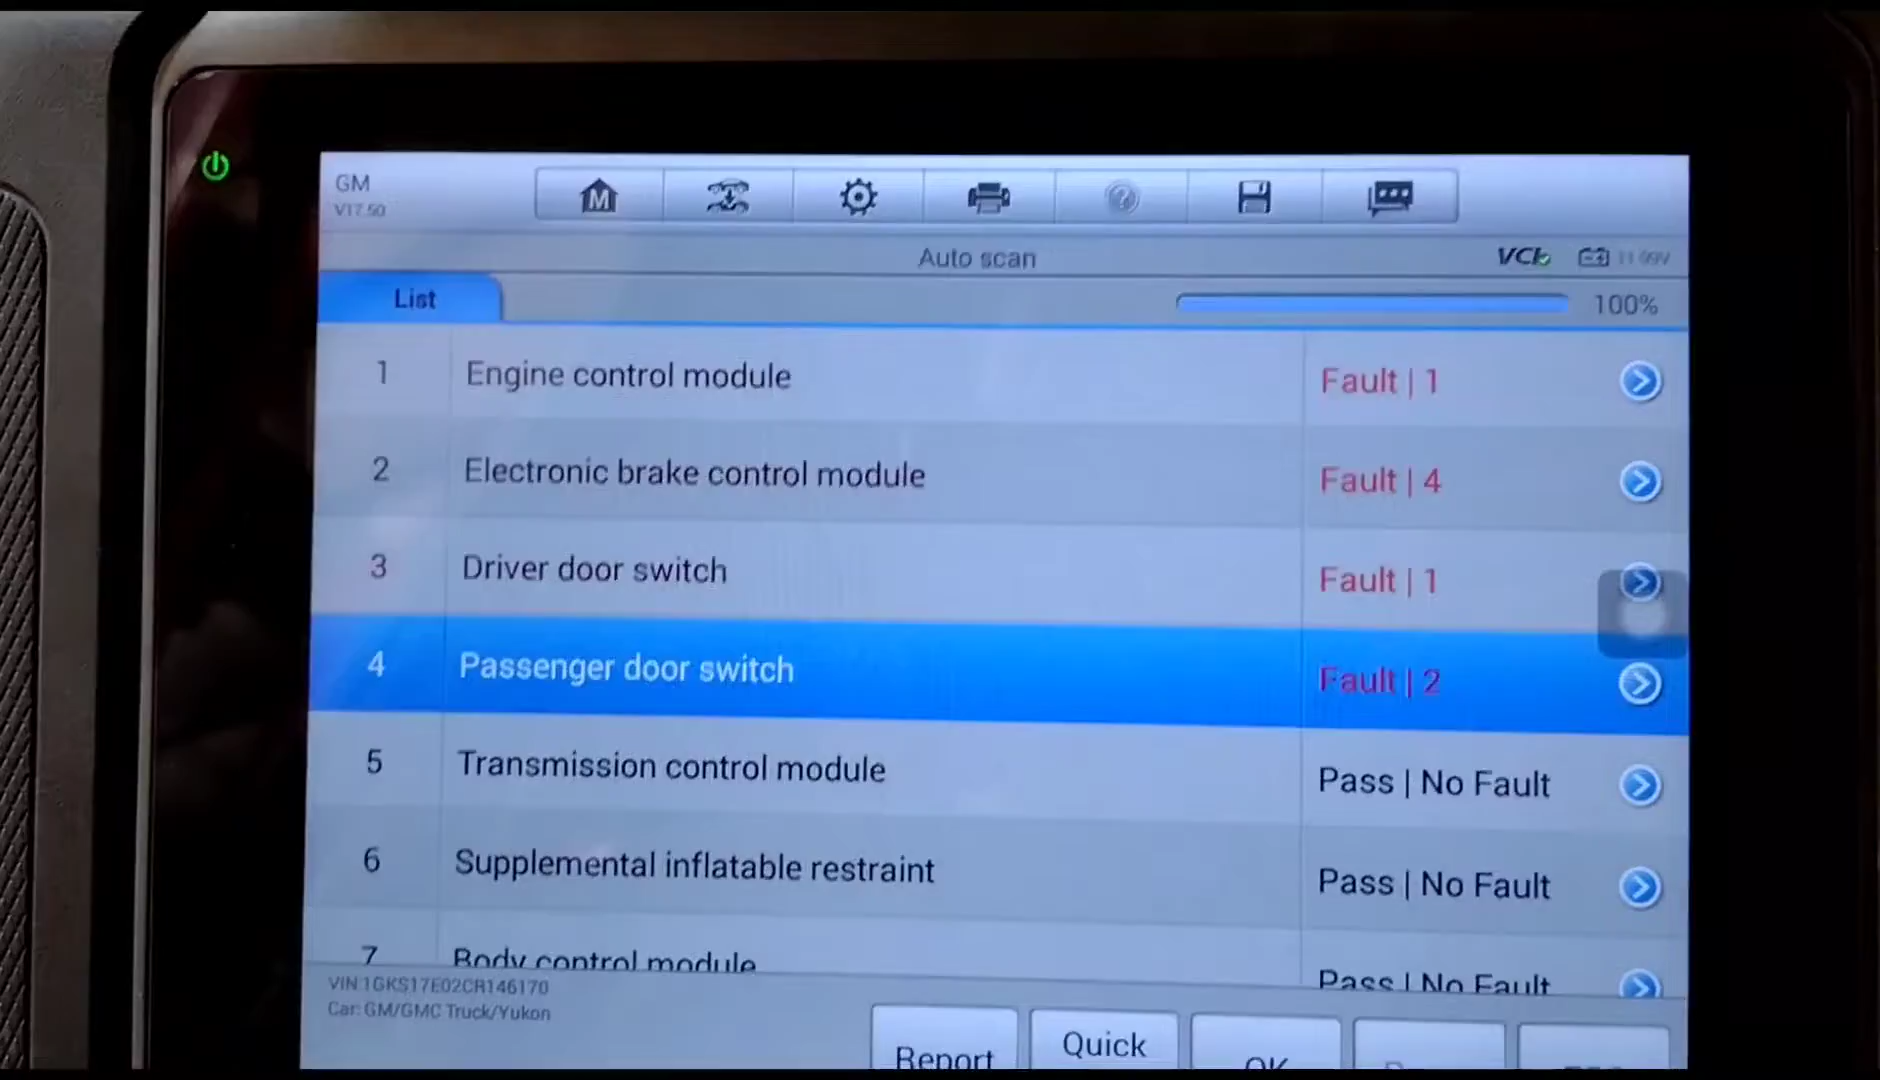 GM
V17.50
M
Auto scan
VCI
List
100%
1 Engine control module Fault | 1
2 Electronic brake control module Fault | 4
3 Driver door switch Fault | 1
4 Passenger door switch Fault | 2
5 Transmission control module Pass | No Fault
6 Supplemental inflatable restraint Pass | No Fault
7 Body control module Pass | No Fault
VIN:1GKS17E02CR146170
Car: GM/GMC Truck/Yukon
Report
Quick
OK